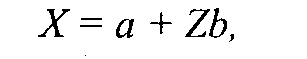 X = a + Zb,